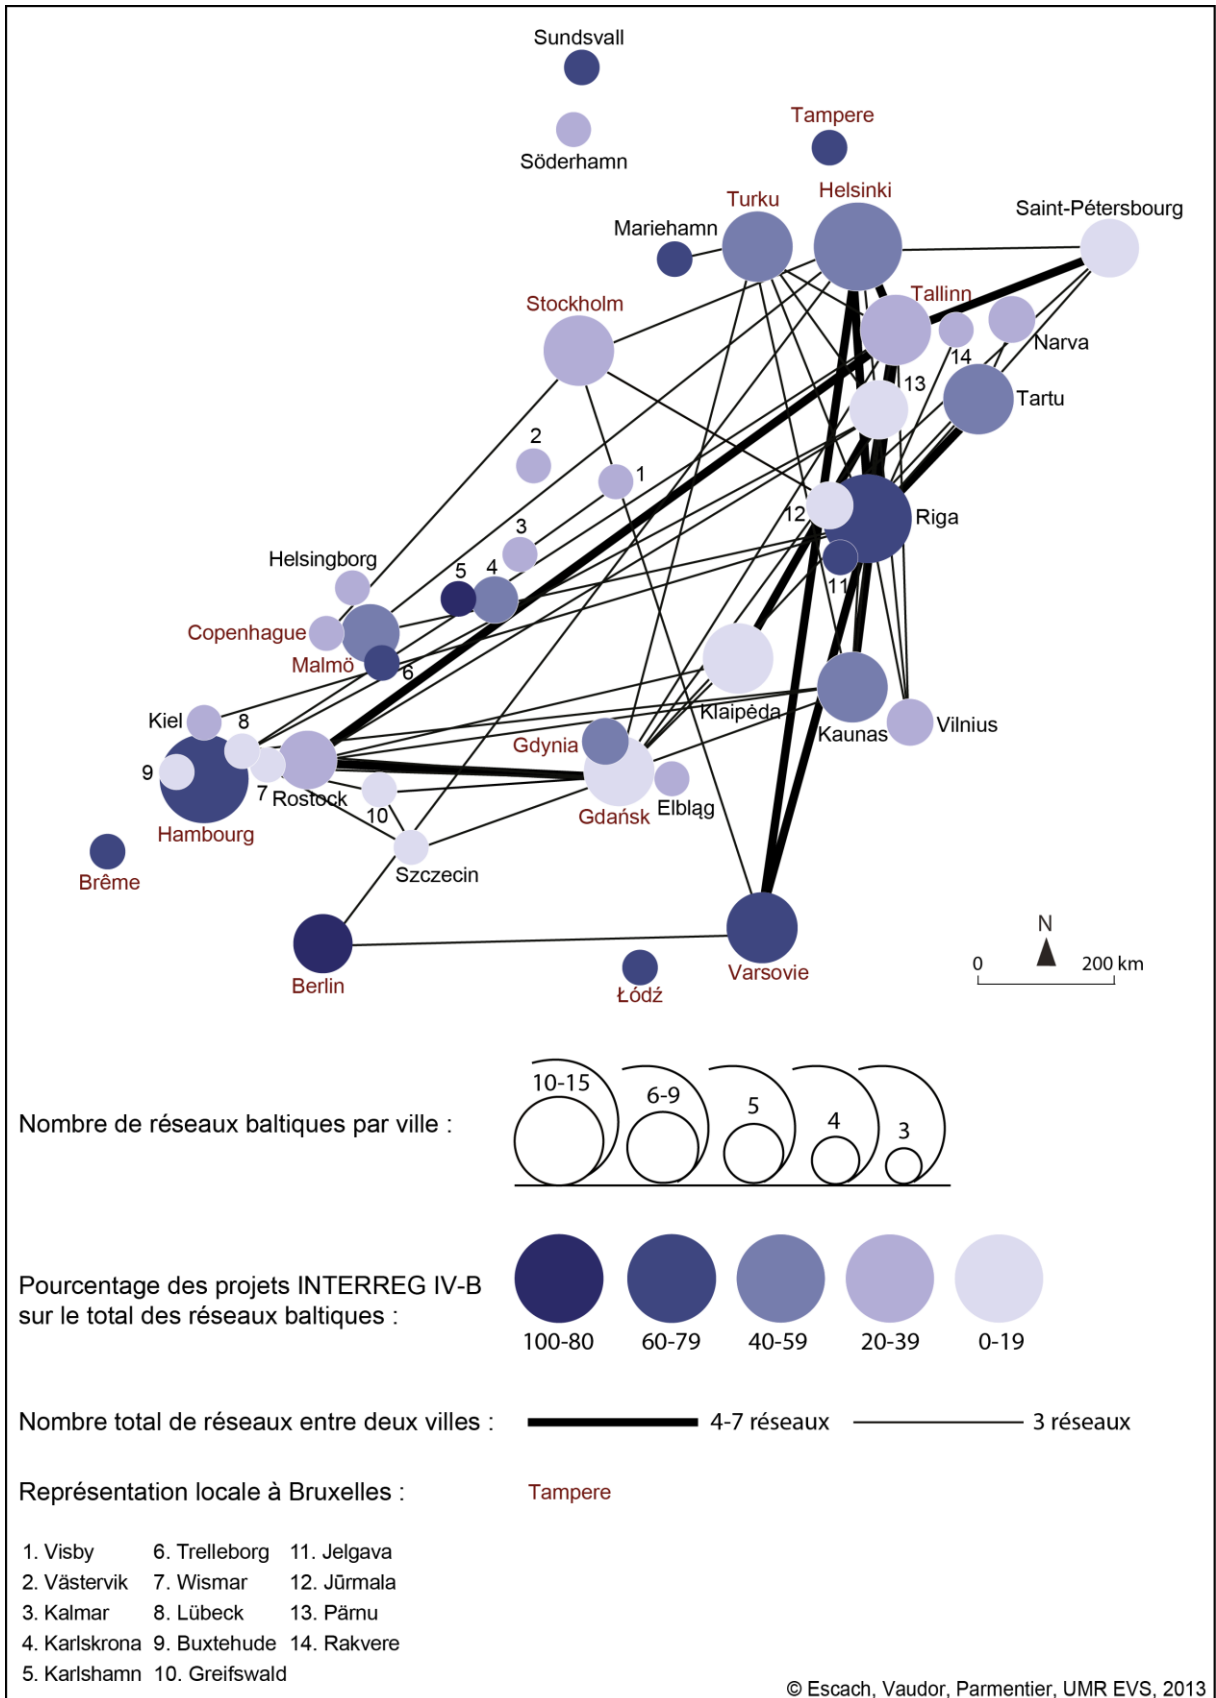 Sundsvall
Tampere
Söderhamn
Helsinki
Turku
Saint-Pétersbourg
Mariehamn
Tallinn
Stockholm
Narva
14
13
Tartu
2
1
12
Riga
3
Helsingborg
5
4
11
Copenhague
Malmö
6
Klaipėda
Kiel
8
Kaunas
Vilnius
Gdynia
9
7
Rostock
Elbląg
10
Gdańsk
Hambourg
Szczecin
Brême
N
0
200 km
Varsovie
Berlin
Łódź
10-15
6-9
5
4
3
Nombre de réseaux baltiques par ville :
Pourcentage des projets INTERREG IV-B
sur le total des réseaux baltiques :
100-80
60-79
40-59
20-39
0-19
Nombre total de réseaux entre deux villes :
4-7 réseaux
3 réseaux
Représentation locale à Bruxelles :
Tampere
1. Visby
2. Västervik
3. Kalmar
4. Karlskrona
5. Karlshamn
6. Trelleborg
7. Wismar
8. Lübeck
9. Buxtehude
10. Greifswald
11. Jelgava
12. Jūrmala
13. Pärnu
14. Rakvere
© Escach, Vaudor, Parmentier, UMR EVS, 2013